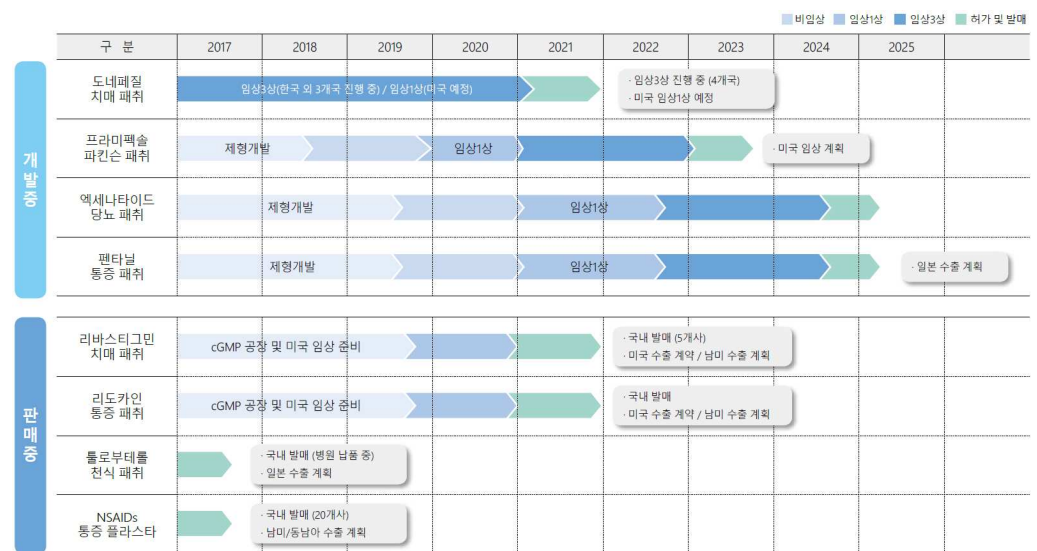 비임상 임상1상 임상3상 허가 및 발매
구 분 2017 2018 2019 2020 2021 2022 2023 2024 2025
개발중
도네페질
치매 패취
임상3상(한국 외 3개국 진행 중) / 임상1상(미국 예정)
· 임상3상 진행 중 (4개국)
· 미국 임상1상 예정
프라미펙솔
파킨슨 패취
제형개발 임상1상
· 미국 임상 계획
엑세나타이드
당뇨 패취
제형개발 임상1상
펜타닐
통증 패취
제형개발 임상1상
· 일본 수출 계획
판매중
리바스티그민
치매 패취
cGMP 공장 및 미국 임상 준비
· 국내 발매 (5개사)
· 미국 수출 계약 / 남미 수출 계획
리도카인
통증 패취
cGMP 공장 및 미국 임상 준비
· 국내 발매
· 미국 수출 계약 / 남미 수출 계획
툴로부테롤
천식 패취
· 국내 발매 (병원 납품 중)
· 일본 수출 계획
NSAIDs
통증 플라스타
· 국내 발매 (20개사)
· 남미/동남아 수출 계획